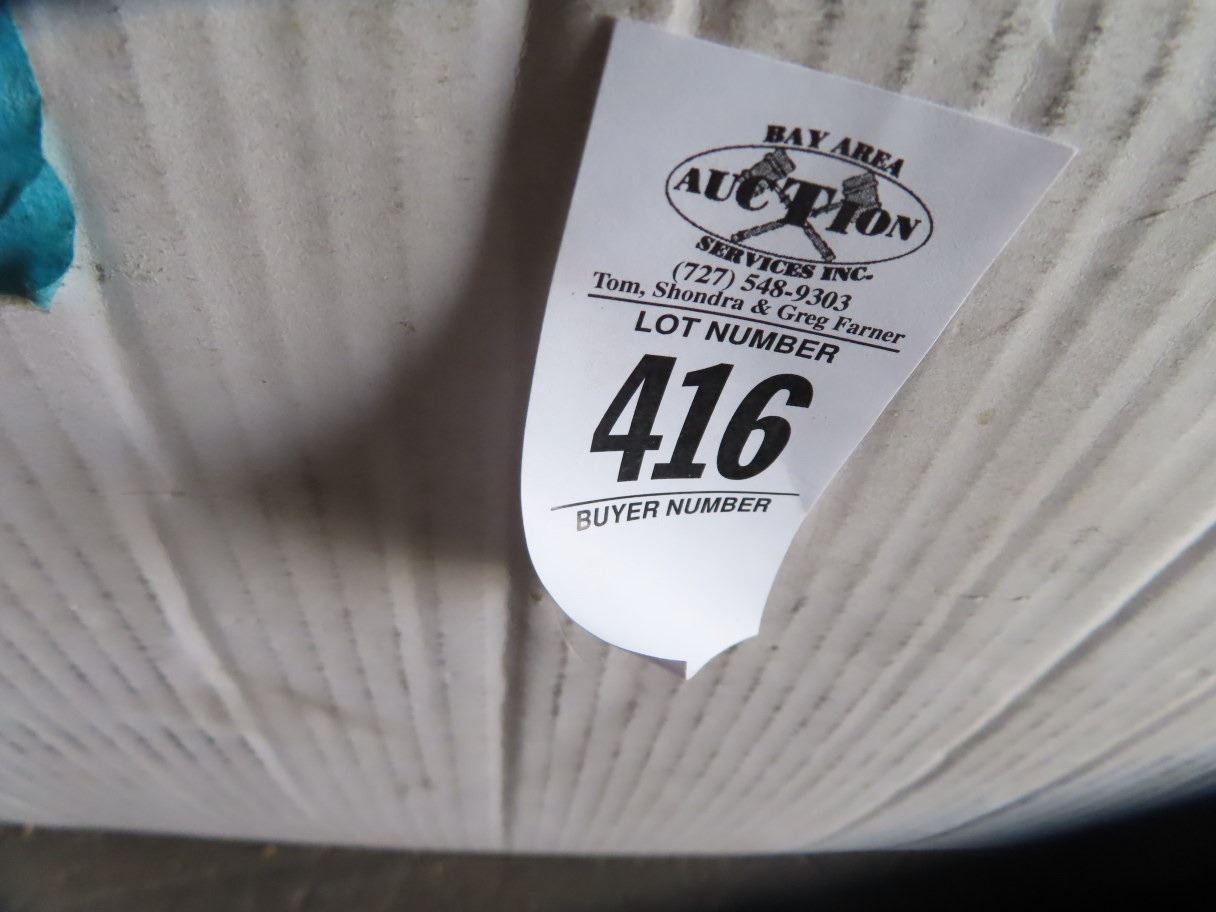 BAY AREA
AUCTION
SERVICES INC.
(727) 548-9303
Tom, Shondra & Greg Farner
LOT NUMBER
416
BUYER NUMBER